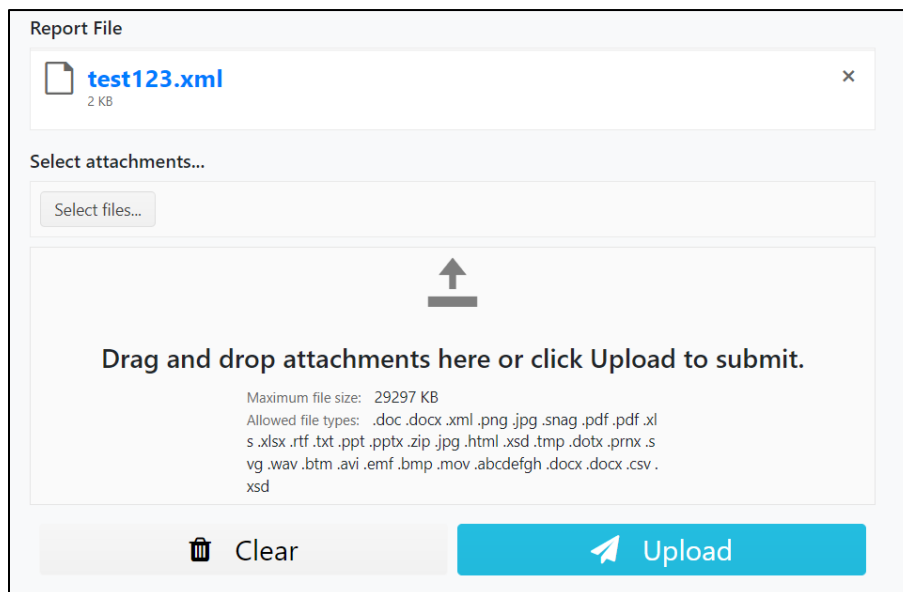 Report File
test123.xml
2 KB
×
Select attachments...
Select files...
Drag and drop attachments here or click Upload to submit.
Maximum file size: 29297 KB
Allowed file types: .doc .docx .xml .png .jpg .snag .pdf .pdf .xl
s .xlsx .rtf .txt .ppt .pptx .zip .jpg .html .xsd .tmp .dotx .prnx .s
vg .wav .btm .avi .emf .bmp .mov .abcdefgh .docx .docx .csv .
xsd
Clear
Upload